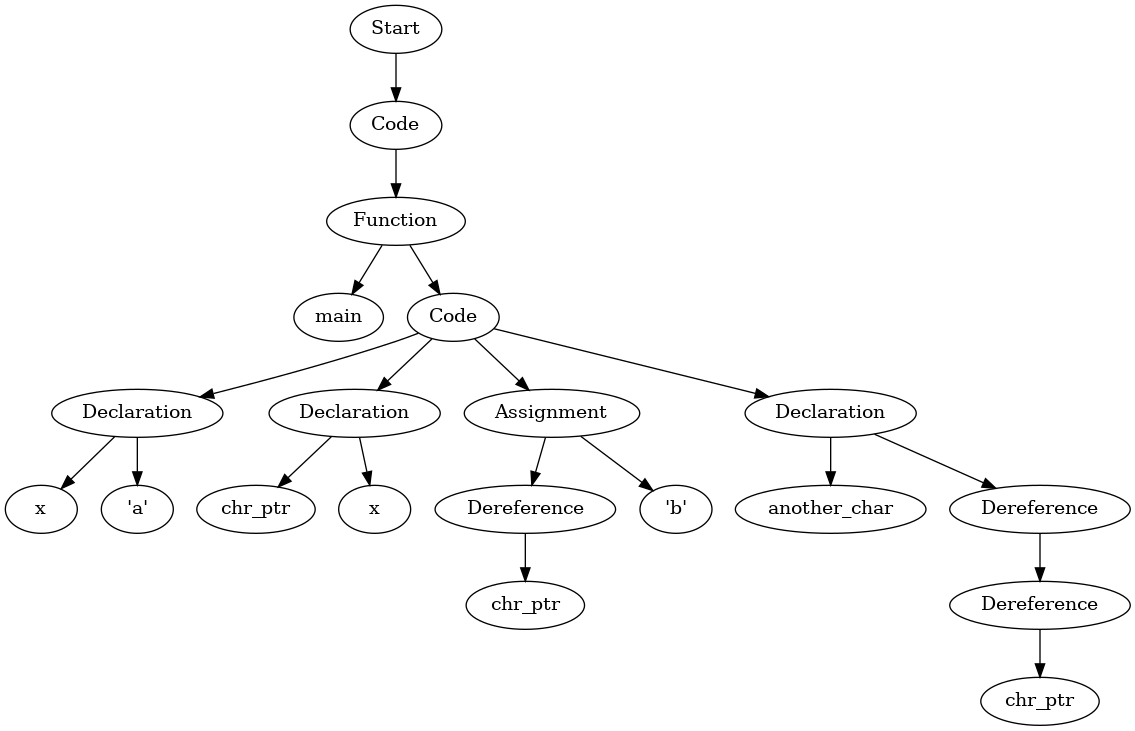 Start
Code
Function
main
Code
Declaration
Declaration
Assignment
Declaration
x
'a'
chr_ptr
x
Dereference
'b'
another_char
Dereference
chr_ptr
Dereference
chr_ptr